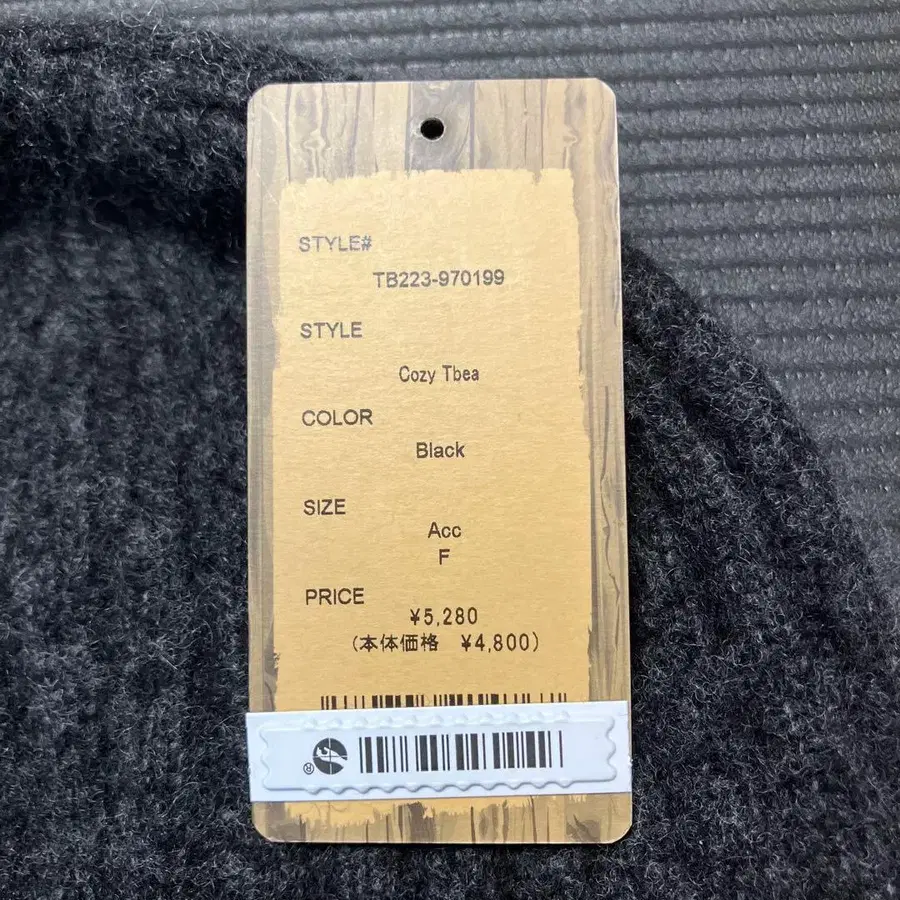 STYLE#
TB223-970199
STYLE
Cozy Tbea
COLOR
Black
SIZE
Acc
F
PRICE
¥5,280
(本体価格 ¥4,800)
®